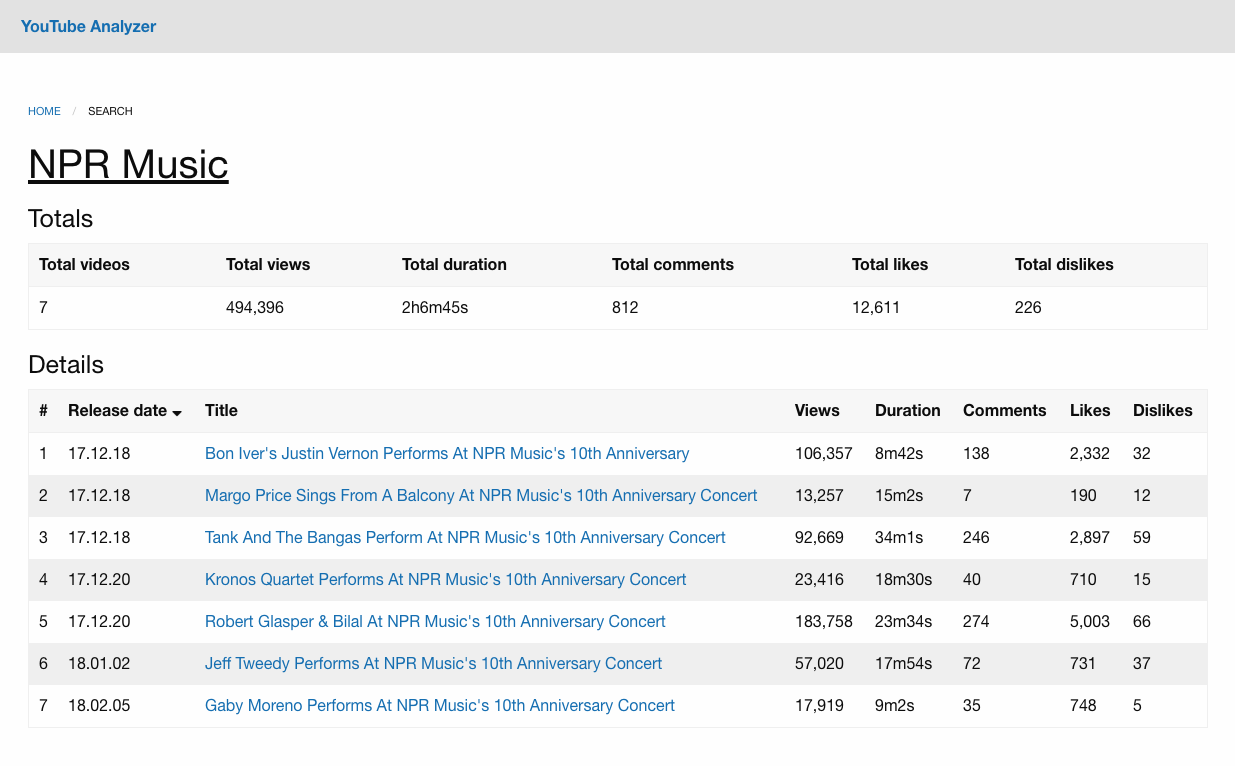 YouTube Analyzer
HOME / SEARCH
NPR Music
Totals
Total videos Total views Total duration Total comments Total likes Total dislikes
7 494,396 2h6m45s 812 12,611 226
Details
# Release date Title Views Duration Comments Likes Dislikes
1 17.12.18 Bon Iver's Justin Vernon Performs At NPR Music's 10th Anniversary 106,357 8m42s 138 2,332 32
2 17.12.18 Margo Price Sings From A Balcony At NPR Music's 10th Anniversary Concert 13,257 15m2s 7 190 12
3 17.12.18 Tank And The Bangas Perform At NPR Music's 10th Anniversary Concert 92,669 34m1s 246 2,897 59
4 17.12.20 Kronos Quartet Performs At NPR Music's 10th Anniversary Concert 23,416 18m30s 40 710 15
5 17.12.20 Robert Glasper & Bilal At NPR Music's 10th Anniversary Concert 183,758 23m34s 274 5,003 66
6 18.01.02 Jeff Tweedy Performs At NPR Music's 10th Anniversary Concert 57,020 17m54s 72 731 37
7 18.02.05 Gaby Moreno Performs At NPR Music's 10th Anniversary Concert 17,919 9m2s 35 748 5